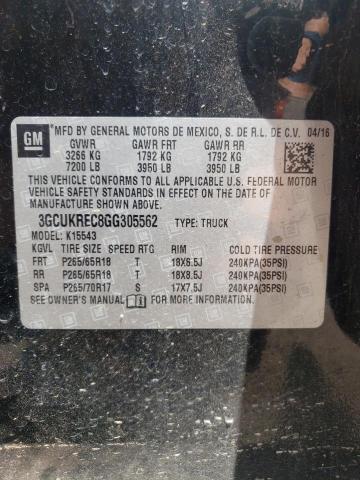 GM
MFD BY GENERAL MOTORS DE MEXICO, S. DE R.L. DE C.V. 04/16
GVWR GAWR FRT GAWR RR
3266 KG 1792 KG 1792 KG
7200 LB 3950 LB 3950 LB
THIS VEHICLE CONFORMS TO ALL APPLICABLE U.S. FEDERAL MOTOR
VEHICLE SAFETY STANDARDS IN EFFECT ON THE DATE OF
MANUFACTURE SHOWN ABOVE.
3GCUKREC8GG305562 TYPE: TRUCK
MODEL: K15543
KGVL TIRE SIZE SPEED RTG RIM COLD TIRE PRESSURE
FRT P265/65R18 T 18X8.5J 240KPA(35PSI)
RR P265/65R18 T 18X8.5J 240KPA(35PSI)
SPA P265/70R17 S 17X7.5J 240KPA(35PSI)
SEE OWNER'S MANUAL FOR MORE INFORMATION.